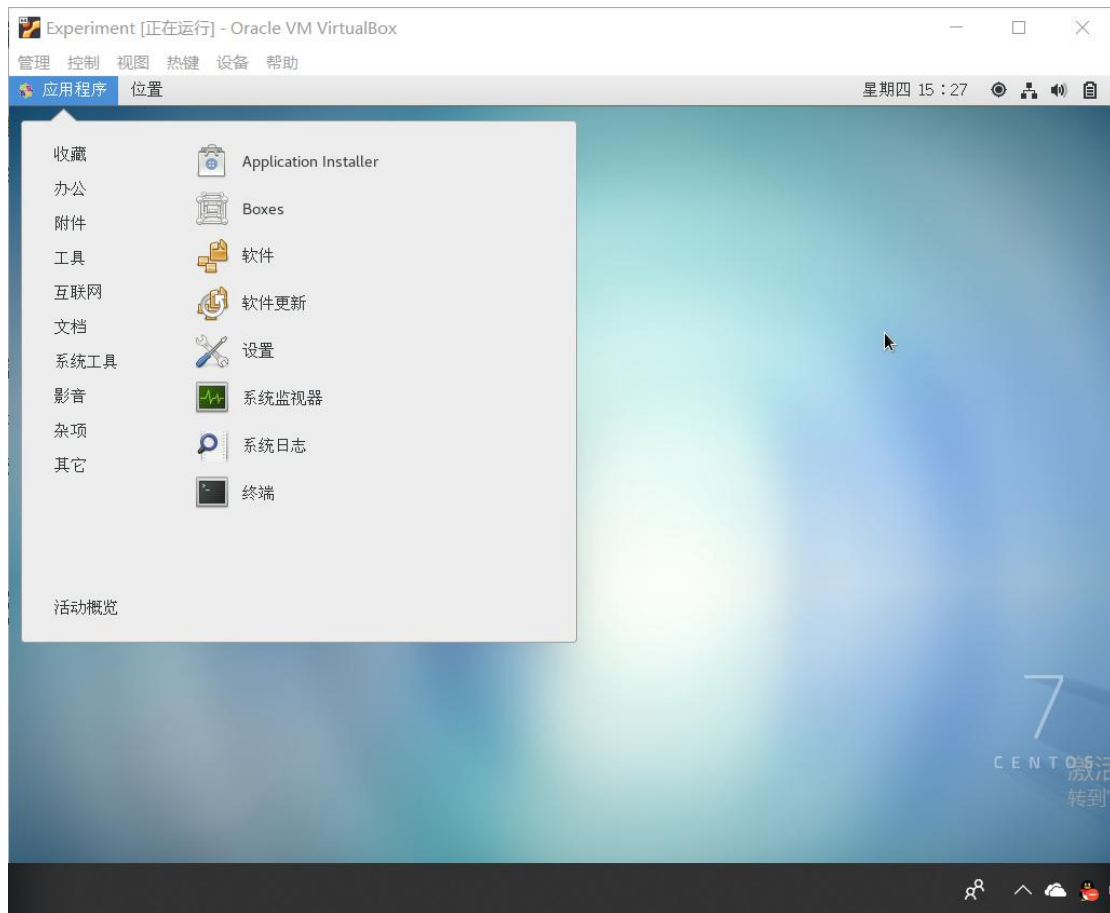 Experiment [正在运行] - Oracle VM VirtualBox
管理 控制 视图 热键 设备 帮助
应用程序 位置 星期四 15：27
收藏
办公
附件
工具
互联网
文档
系统工具
影音
杂项
其它
Application Installer
Boxes
软件
软件更新
设置
系统监视器
系统日志
终端
活动概览
7
CENTOS
激活
转到"